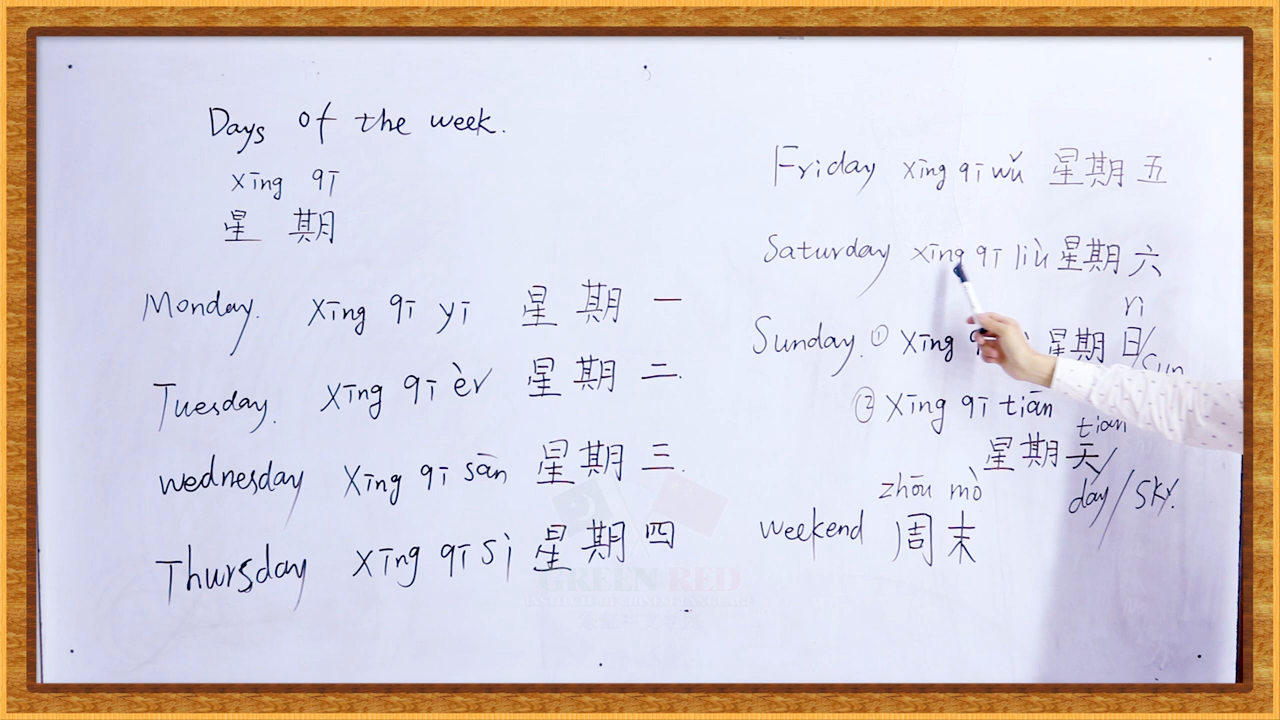 Days of the week.
xīng qī
星 期
Monday. xīng qī yī 星 期 一
Tuesday. xīng qī èr 星 期 二.
wednesday xīng qī sān 星 期 三.
Thursday xīng qī sì 星 期 四
Friday xīng qī wǔ 星期 五
Saturday xīng qī liù 星期 六
rì
Sunday. ① xīng 星期 日/sun
② xīng qī tiān
tiān
星期天/
day/sky.
zhōu mò
weekend 周末
GREEN RED